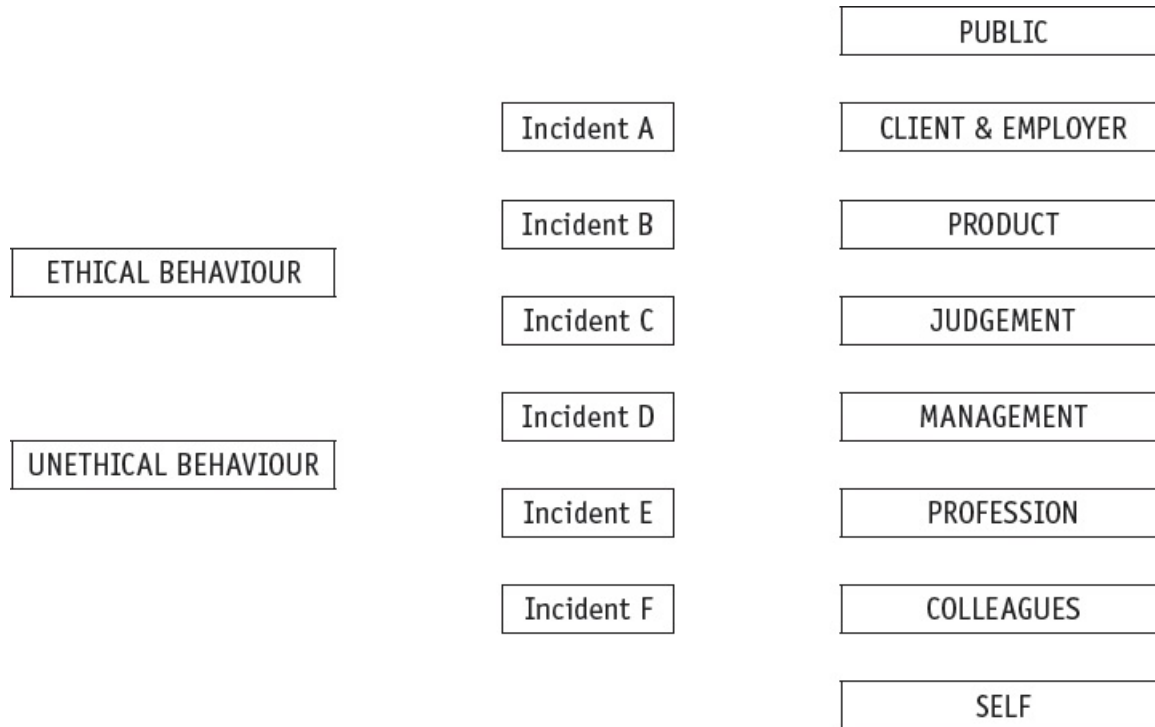 PUBLIC
Incident A
CLIENT & EMPLOYER
Incident B
PRODUCT
ETHICAL BEHAVIOUR
Incident C
JUDGEMENT
Incident D
MANAGEMENT
UNETHICAL BEHAVIOUR
Incident E
PROFESSION
Incident F
COLLEAGUES
SELF